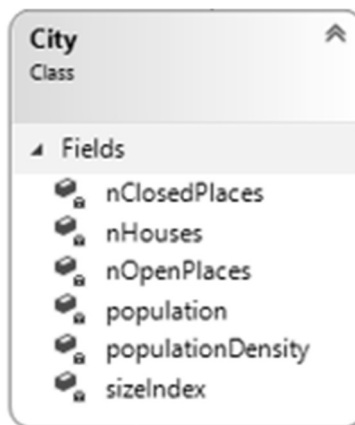 City
Class
Fields
nClosedPlaces
nHouses
nOpenPlaces
population
populationDensity
sizeIndex